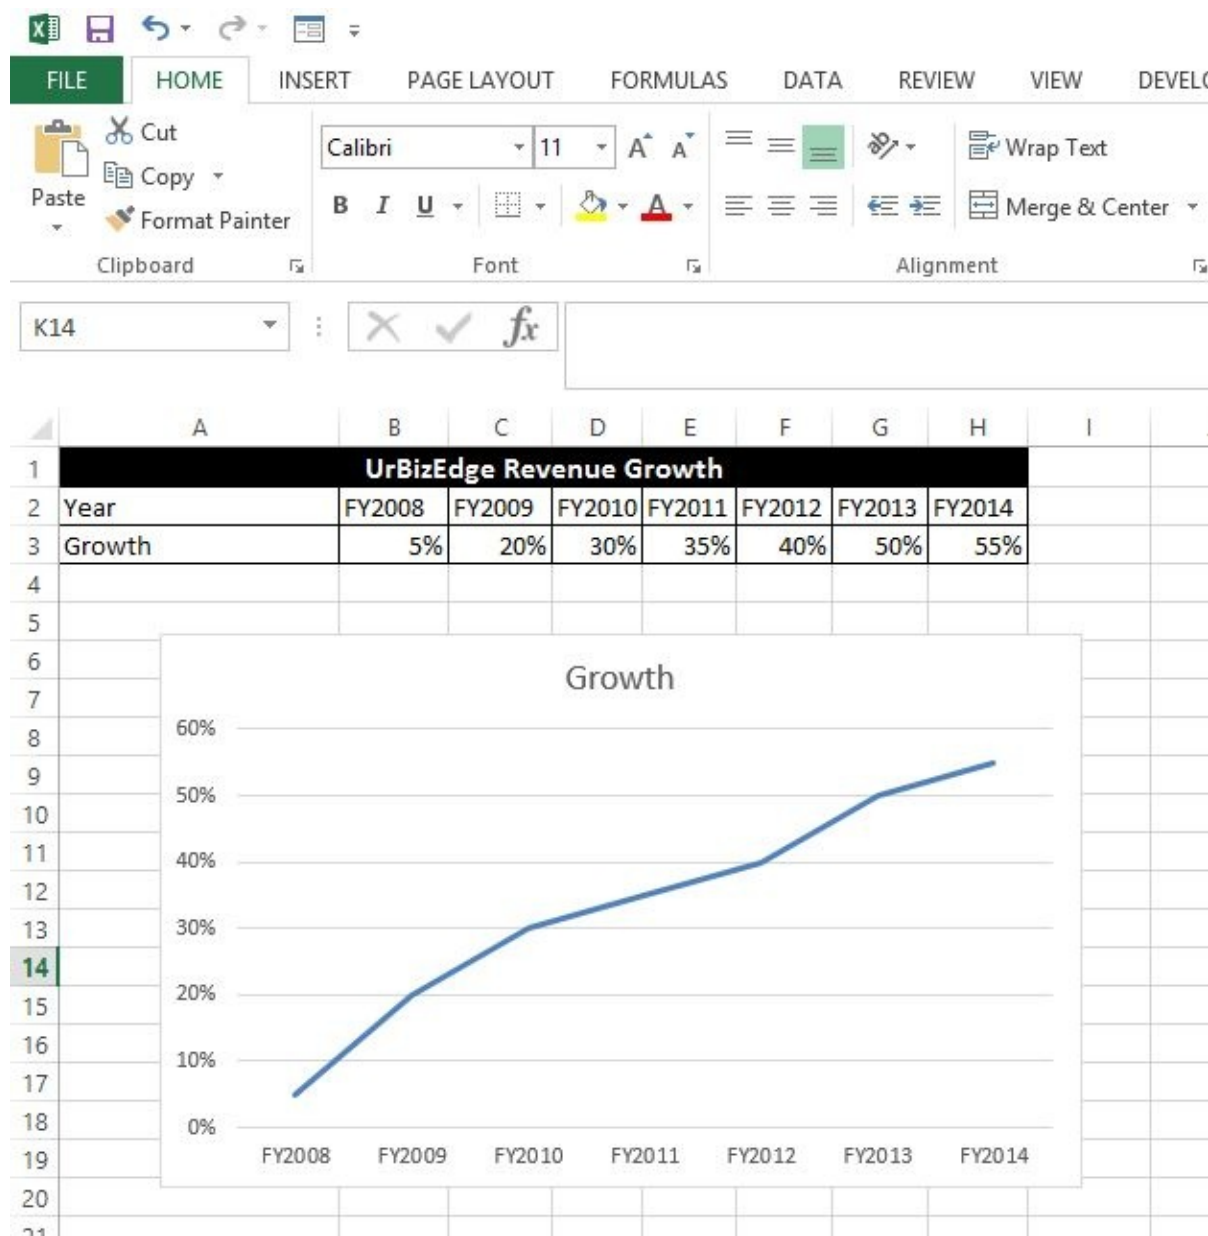 FILE HOME INSERT PAGE LAYOUT FORMULAS DATA REVIEW VIEW
Cut
Calibri 11
Wrap Text
Copy
Paste
B I U A
Merge & Center
Format Painter
Clipboard Font Alignment
K14 fx
A B C D E F G H I
1 UrBizEdge Revenue Growth
2 Year FY2008 FY2009 FY2010 FY2011 FY2012 FY2013 FY2014
3 Growth 5% 20% 30% 35% 40% 50% 55%
4
5
6
Growth
7
8
60%
9
50%
10
11
40%
12
13
30%
14
15
20%
16
10%
17
18
0%
19
FY2008 FY2009 FY2010 FY2011 FY2012 FY2013 FY2014
20